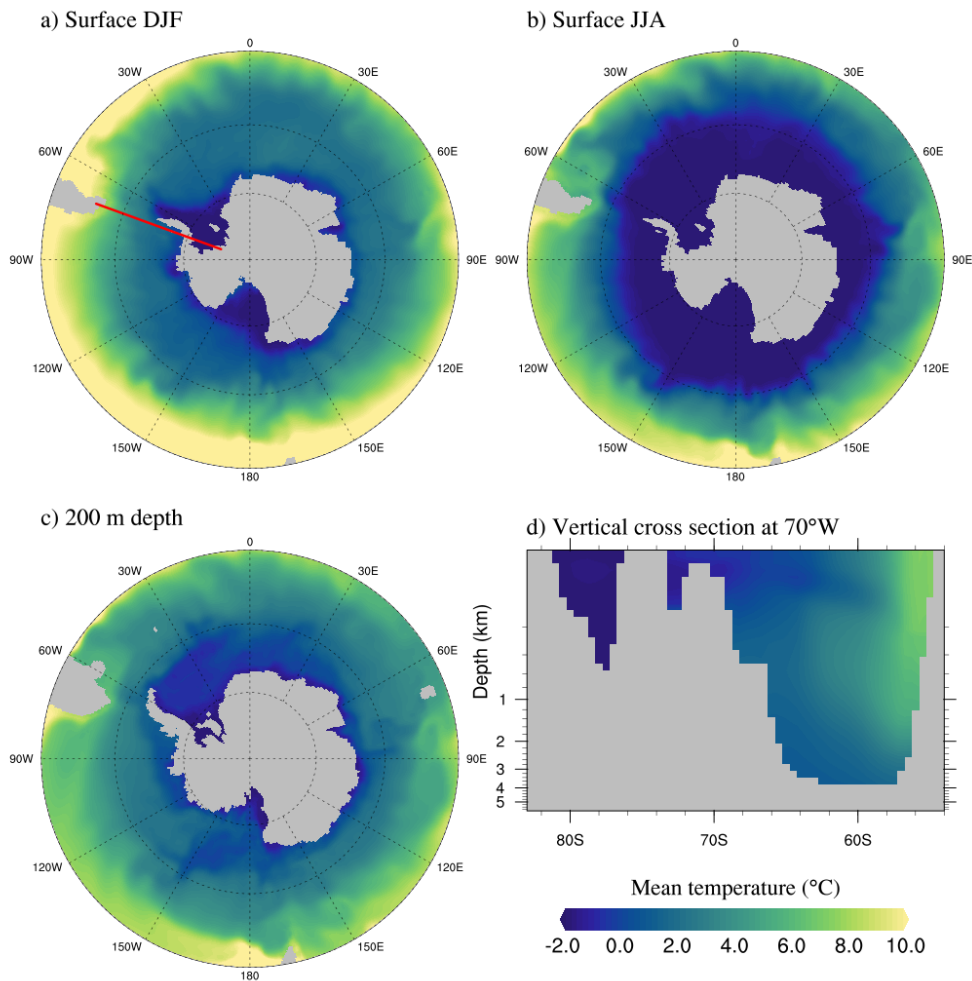 a) Surface DJF
0
30W
30E
60W
60E
90W
90E
120W
120E
150W
150E
180
b) Surface JJA
0
30W
30E
60W
60E
90W
90E
120W
120E
150W
150E
180
c) 200 m depth
0
30W
30E
60W
60E
90W
90E
120W
120E
150W
150E
180
d) Vertical cross section at 70°W
Depth (km)
1
2
3
4
5
80S 70S 60S
Mean temperature (°C)
-2.0 0.0 2.0 4.0 6.0 8.0 10.0